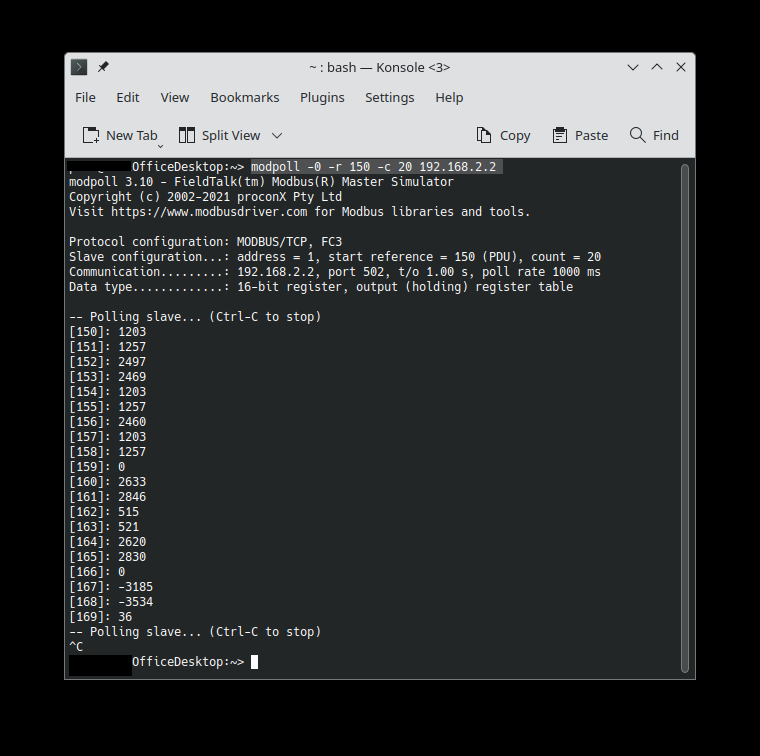 ~ : bash — Konsole <3>
File Edit View Bookmarks Plugins Settings Help
New Tab Split View Copy Paste Find
OfficeDesktop:~> modpoll -0 -r 150 -c 20 192.168.2.2
modpoll 3.10 - FieldTalk(tm) Modbus(R) Master Simulator
Copyright (c) 2002-2021 proconX Pty Ltd
Visit https://www.modbusdriver.com for Modbus libraries and tools.
Protocol configuration: MODBUS/TCP, FC3
Slave configuration...: address = 1, start reference = 150 (PDU), count = 20
Communication.........: 192.168.2.2, port 502, t/o 1.00 s, poll rate 1000 ms
Data type.............: 16-bit register, output (holding) register table
-- Polling slave... (Ctrl-C to stop)
[150]: 1203
[151]: 1257
[152]: 2497
[153]: 2469
[154]: 1203
[155]: 1257
[156]: 2460
[157]: 1203
[158]: 1257
[159]: 0
[160]: 2633
[161]: 2846
[162]: 515
[163]: 521
[164]: 2620
[165]: 2830
[166]: 0
[167]: -3185
[168]: -3534
[169]: 36
-- Polling slave... (Ctrl-C to stop)
^C
OfficeDesktop:~>